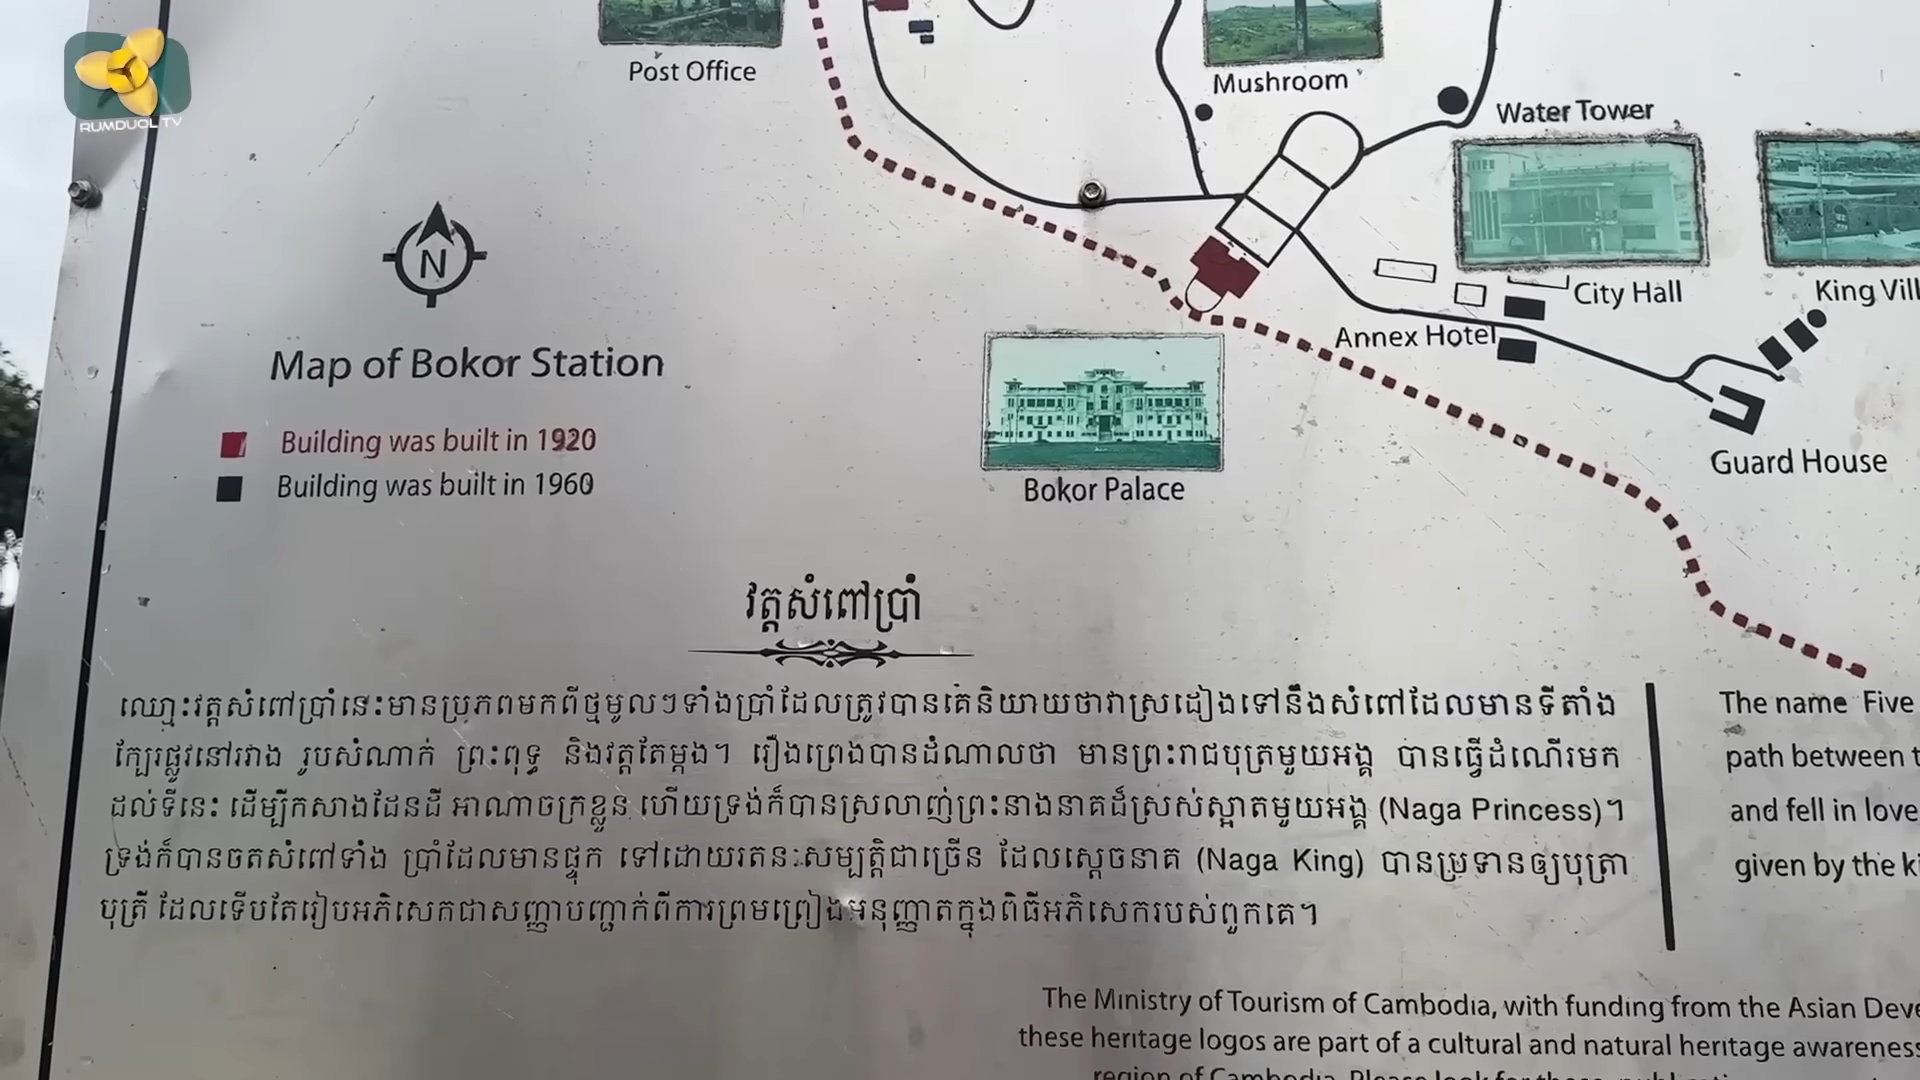 RUMDUOL TV
Post Office
Mushroom
Water Tower
City Hall
King Vill
Annex Hotel
Guard House
N
Map of Bokor Station
Building was built in 1920
Building was built in 1960
Bokor Palace
វត្តសំពៅប្រាំ
ឈ្មោះវត្តសំពៅប្រាំនេះមានប្រភពមកពីថ្មមូលៗទាំងប្រាំដែលត្រូវបានគេនិយាយថាវាស្រដៀងទៅនឹងសំពៅដែលមានទីតាំង
ក្បែរផ្លូវនៅរវាង រូបសំណាក់ ព្រះពុទ្ធ និងវត្តតែម្តង។ រឿងព្រេងបានដំណាលថា មានព្រះរាជបុត្រមួយអង្គ បានធ្វើដំណើរមក
ដល់ទីនេះ ដើម្បីកសាងដែនដី អាណាចក្រខ្លួន ហើយទ្រង់ក៏បានស្រលាញ់ព្រះនាងនាគដ៏ស្រស់ស្អាតមួយអង្គ (Naga Princess)។
ទ្រង់ក៏បានចតសំពៅទាំង ប្រាំដែលមានផ្ទុក ទៅដោយរតនៈសម្បត្តិជាច្រើន ដែលស្តេចនាគ (Naga King) បានប្រទានឲ្យបុត្រា
បុត្រី ដែលទើបតែរៀបអភិសេកជាសញ្ញាបញ្ជាក់ពីការព្រមព្រៀងអនុញ្ញាតក្នុងពិធីអភិសេករបស់ពួកគេ។
The name Five
path between t
and fell in love
given by the ki
The Ministry of Tourism of Cambodia, with funding from the Asian Deve
these heritage logos are part of a cultural and natural heritage awareness
region of Cambodia. Please look for these